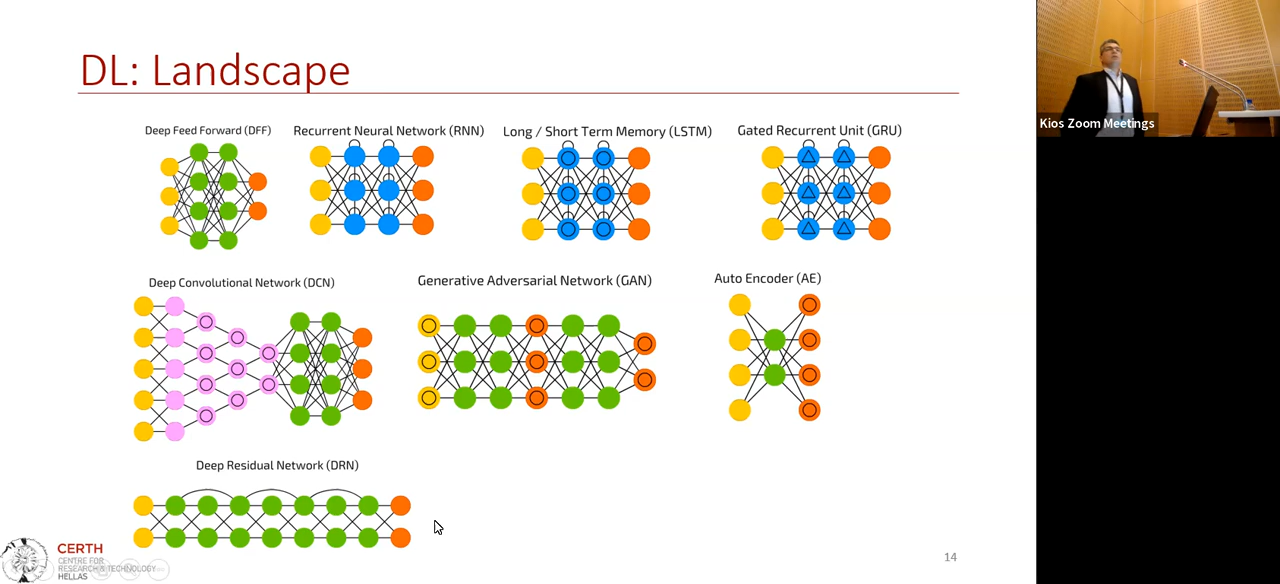 DL: Landscape
Kios Zoom Meetings
Deep Feed Forward (DFF)
Recurrent Neural Network (RNN)
Long / Short Term Memory (LSTM)
Gated Recurrent Unit (GRU)
Deep Convolutional Network (DCN)
Generative Adversarial Network (GAN)
Auto Encoder (AE)
Deep Residual Network (DRN)
CERTH
CENTRE FOR
RESEARCH & TECHNOLOGY
HELLAS
14